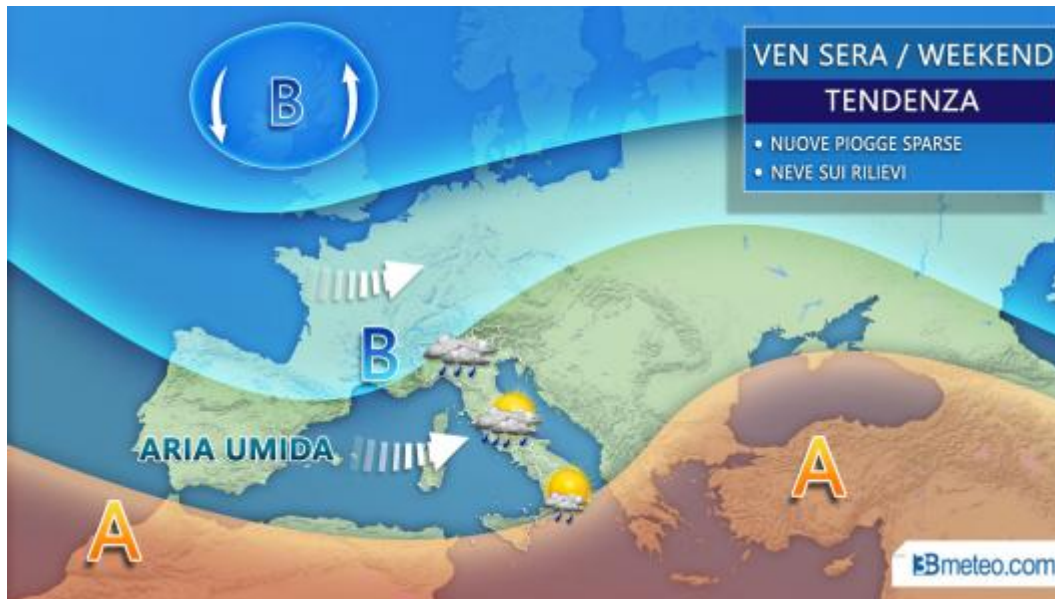 B
VEN SERA / WEEKEND
TENDENZA
• NUOVE PIOGGE SPARSE
• NEVE SUI RILIEVI
B
ARIA UMIDA
A
A
3Bmeteo.com